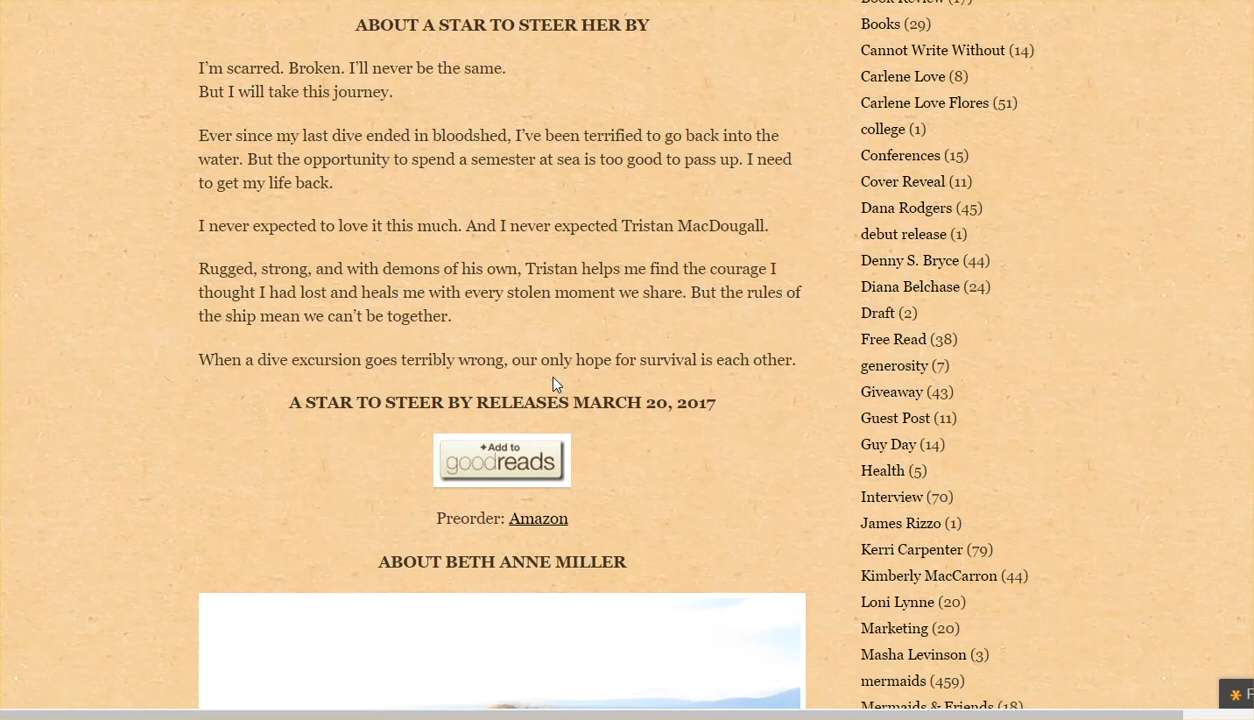 ABOUT A STAR TO STEER HER BY
I’m scarred. Broken. I’ll never be the same.
But I will take this journey.
Ever since my last dive ended in bloodshed, I’ve been terrified to go back into the
water. But the opportunity to spend a semester at sea is too good to pass up. I need
to get my life back.
I never expected to love it this much. And I never expected Tristan MacDougall.
Rugged, strong, and with demons of his own, Tristan helps me find the courage I
thought I had lost and heals me with every stolen moment we share. But the rules of
the ship mean we can’t be together.
When a dive excursion goes terribly wrong, our only hope for survival is each other.
A STAR TO STEER BY RELEASES MARCH 20, 2017
+Add to
goodreads
Preorder: Amazon
ABOUT BETH ANNE MILLER
Book Review (17)
Books (29)
Cannot Write Without (14)
Carlene Love (8)
Carlene Love Flores (51)
college (1)
Conferences (15)
Cover Reveal (11)
Dana Rodgers (45)
debut release (1)
Denny S. Bryce (44)
Diana Belchase (24)
Draft (2)
Free Read (38)
generosity (7)
Giveaway (43)
Guest Post (11)
Guy Day (14)
Health (5)
Interview (70)
James Rizzo (1)
Kerri Carpenter (79)
Kimberly MacCarron (44)
Loni Lynne (20)
Marketing (20)
Masha Levinson (3)
mermaids (459)
Mermaids & Friends (18)
F